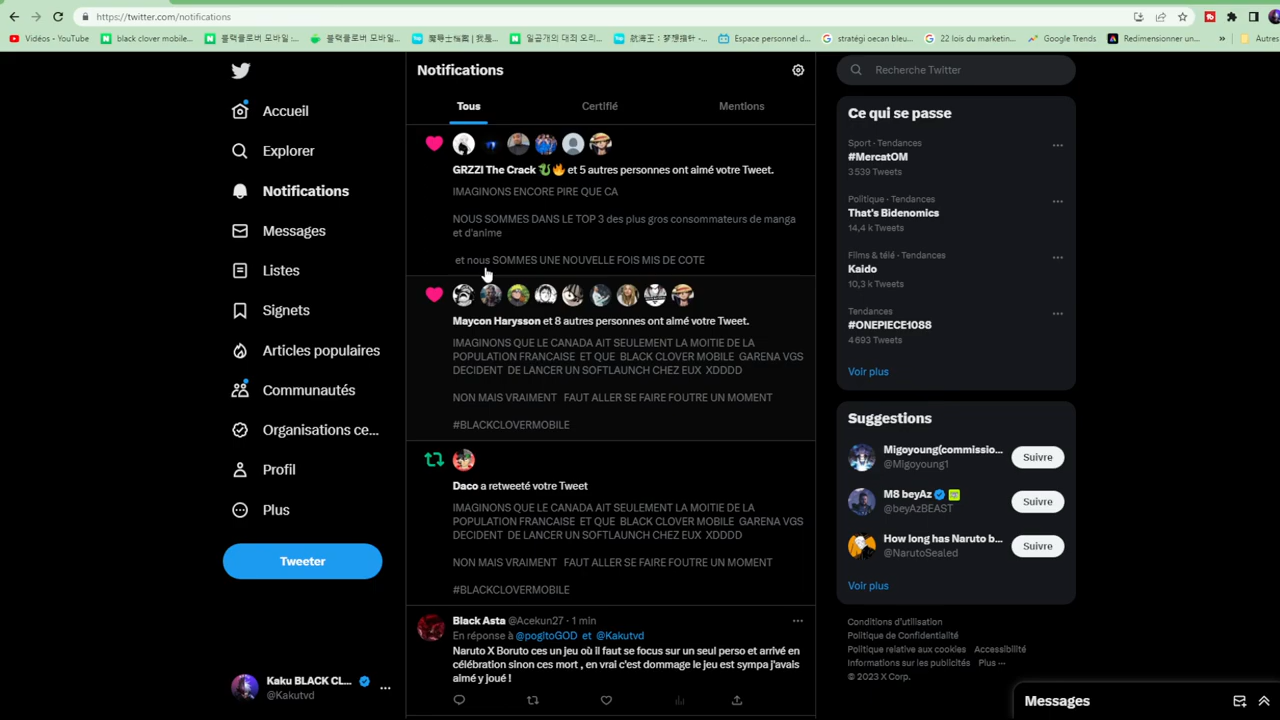 https://twitter.com/notifications
Vidéos - YouTube
black clover mobile...
블랙클로버 모바일 :...
블랙클로버 모바일...
일곱개의 대죄 오리...
Espace personnel d...
stratégi oecan bleu...
22 lois du marketin...
Google Trends
Redimensionner un...
»
Autres
Accueil
Explorer
Notifications
Messages
Listes
Signets
Articles populaires
Communautés
Organisations ce...
Profil
Plus
Tweeter
Kaku BLACK CL...
@Kakutvd
Notifications
Tous
Certifié
Mentions
GRZZI The Crack 🐉🔥 et 5 autres personnes ont aimé votre Tweet.
IMAGINONS ENCORE PIRE QUE CA
NOUS SOMMES DANS LE TOP 3 des plus gros consommateurs de manga
et d'anime
et nous SOMMES UNE NOUVELLE FOIS MIS DE COTE
Maycon Harysson et 8 autres personnes ont aimé votre Tweet.
IMAGINONS QUE LE CANADA AIT SEULEMENT LA MOITIE DE LA
POPULATION FRANCAISE ET QUE BLACK CLOVER MOBILE GARENA VGS
DECIDENT DE LANCER UN SOFTLAUNCH CHEZ EUX XDDDD
NON MAIS VRAIMENT FAUT ALLER SE FAIRE FOUTRE UN MOMENT
#BLACKCLOVERMOBILE
Daco a retweeté votre Tweet
IMAGINONS QUE LE CANADA AIT SEULEMENT LA MOITIE DE LA
POPULATION FRANCAISE ET QUE BLACK CLOVER MOBILE GARENA VGS
DECIDENT DE LANCER UN SOFTLAUNCH CHEZ EUX XDDDD
NON MAIS VRAIMENT FAUT ALLER SE FAIRE FOUTRE UN MOMENT
#BLACKCLOVERMOBILE
Black Asta @Acekun27 · 1 min
En réponse à @pogitoGOD et @Kakutvd
Naruto X Boruto ces un jeu où il faut se focus sur un seul perso et arrivé en
célébration sinon ces mort , en vrai c'est dommage le jeu est sympa j'avais
aimé y joué !
Recherche Twitter
Ce qui se passe
Sport · Tendances
#MercatOM
3 539 Tweets
Politique · Tendances
That's Bidenomics
14,4 k Tweets
Films & télé · Tendances
Kaido
10,3 k Tweets
Tendances
#ONEPIECE1088
4 693 Tweets
Voir plus
Suggestions
Migoyoung(commissio...
@Migoyoung1
Suivre
M8 beyAz
@beyAzBEAST
Suivre
How long has Naruto b...
@NarutoSealed
Suivre
Voir plus
Conditions d'utilisation
Politique de Confidentialité
Politique relative aux cookies Accessibilité
Informations sur les publicités Plus ···
© 2023 X Corp.
Messages